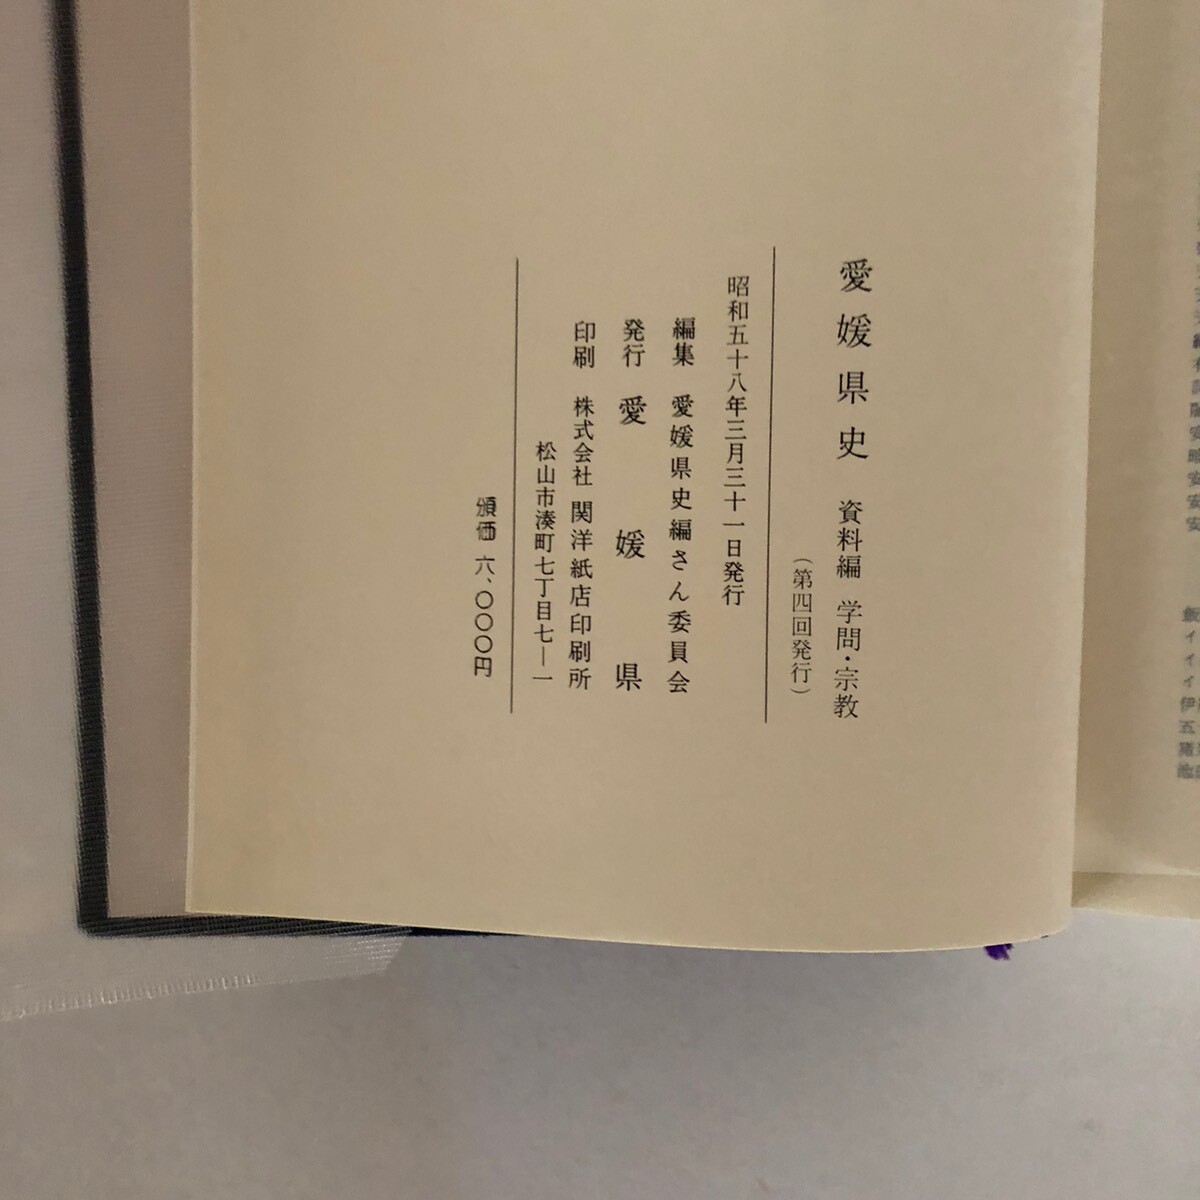 愛媛県史 資料編 学問・宗教
(第四回発行)
昭和五十八年三月三十一日発行
編集 愛媛県史編さん委員会
発行 愛媛県
印刷 株式会社 関洋紙店印刷所
松山市湊町七丁目七―一
頒価 六、〇〇〇円